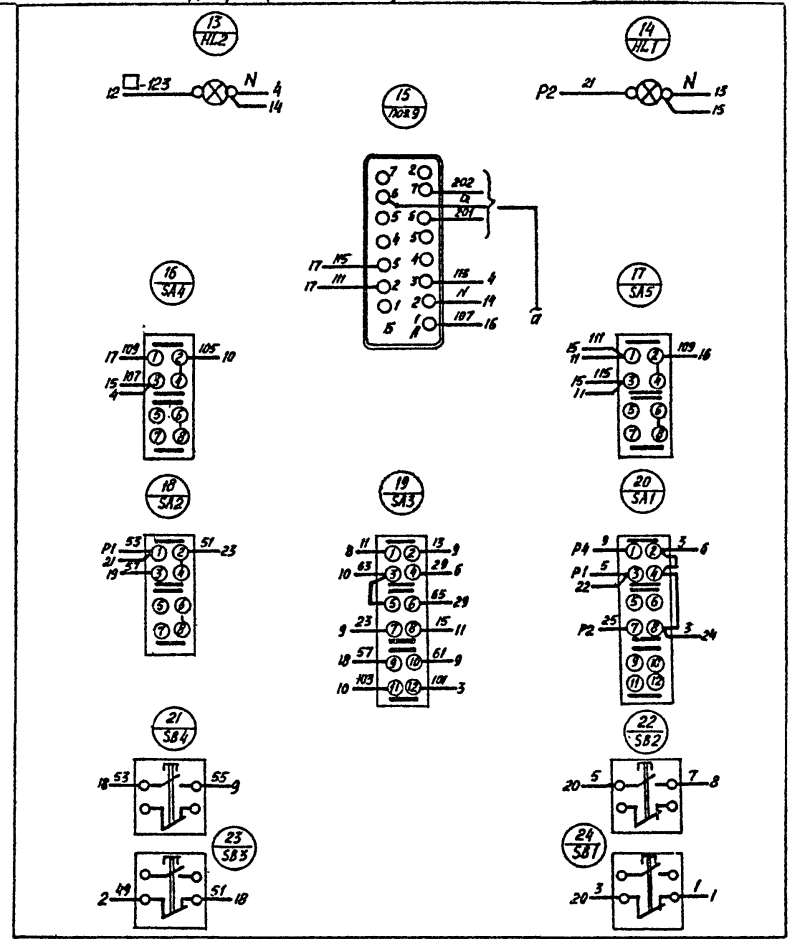 13
HL2
14
HL1
12 □-123 N 4
14
P2 21 N 13
15
15
Поз.9
7 2
6 7 202
a
5 6 201
4 5
17 115 3 4
17 111 2 3 113 4
1 2 N 14
Б 1 107 16
А
a
16
SA4
17
SA5
17 109 1 2 105 10
15 107 3 4
4
5 6
7 8
15 111 1 2 109 16
11
15 115 3 4
11
5 6
7 8
18
SA2
19
SA3
20
SA1
P1 53 1 2 51 23
21
19 57 3 4
5 6
7 8
8 11 1 2 13 9
10 63 3 4 29 6
5 6 65 29
9 23 7 8 15 11
18 57 9 10 61 9
10 103 11 12 101 3
P4 9 1 2 3 6
P1 5 3 4
22
5 6
P2 25 7 8 3 24
9 10
11 12
21
SB4
22
SB2
18 53 55 9
20 5 7 8
23
SB3
24
SB1
2 49 51 18
20 3 1 1